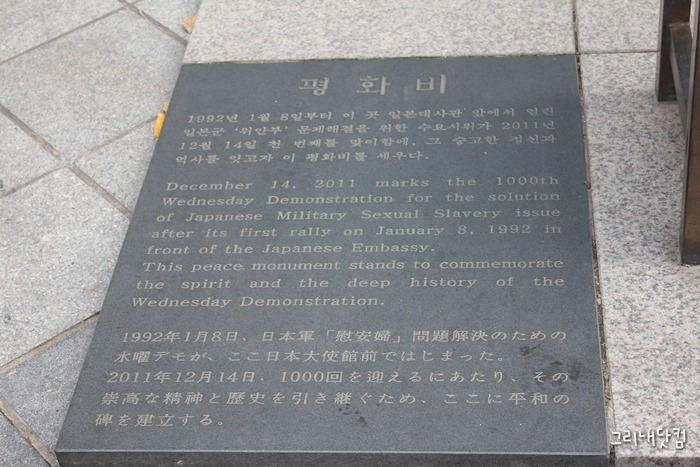 평화비
1992년 1월 8일부터 이 곳 일본대사관 앞에서 열린
일본군 '위안부' 문제해결을 위한 수요시위가 2011년
12월 14일 천 번째를 맞이함에, 그 숭고한 정신과
역사를 잇고자 이 평화비를 세우다.
December 14, 2011 marks the 1000th
Wednesday Demonstration for the solution
of Japanese Military Sexual Slavery issue
after its first rally on January 8, 1992 in
front of the Japanese Embassy.
This peace monument stands to commemorate
the spirit and the deep history of the
Wednesday Demonstration.
1992年1月8日、日本軍「慰安婦」問題解決のための
水曜デモが、ここ日本大使館前ではじまった。
2011年12月14日、1000回を迎えるにあたり、その
崇高な精神と歴史を引き継ぐため、ここに平和の
碑を建立する。
그리내닷컴